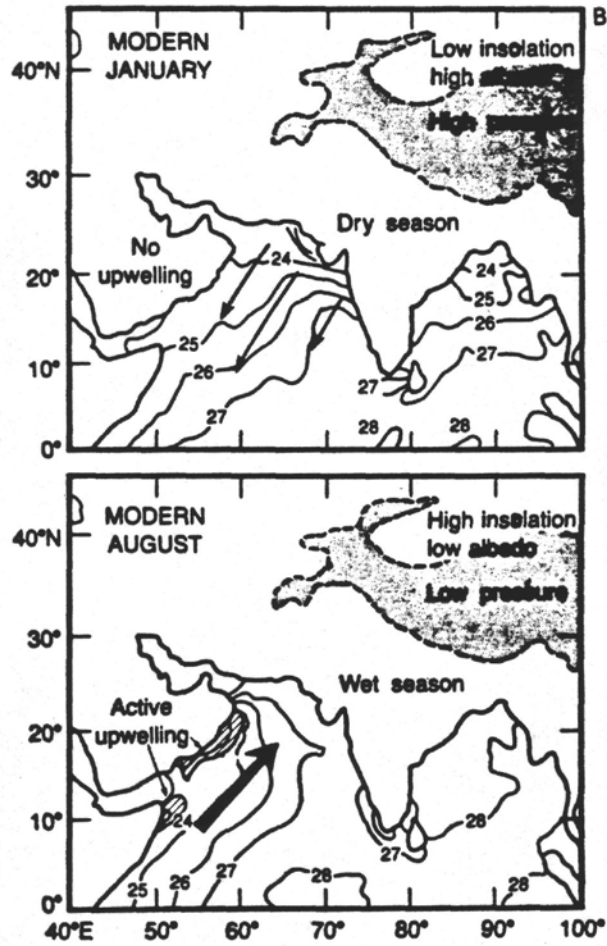 B
MODERN
JANUARY
Low insolation
high
High
40°N
30°
20°
10°
0°
No
upwelling
Dry season
24
25
26
27
24
25
26
27
27
28
28
MODERN
AUGUST
High insolation
low albedo
Low pressure
40°N
30°
20°
10°
0°
Active
upwelling
Wet season
24
25
26
27
28
27
28
28
40°E
50°
60°
70°
80°
90°
100°